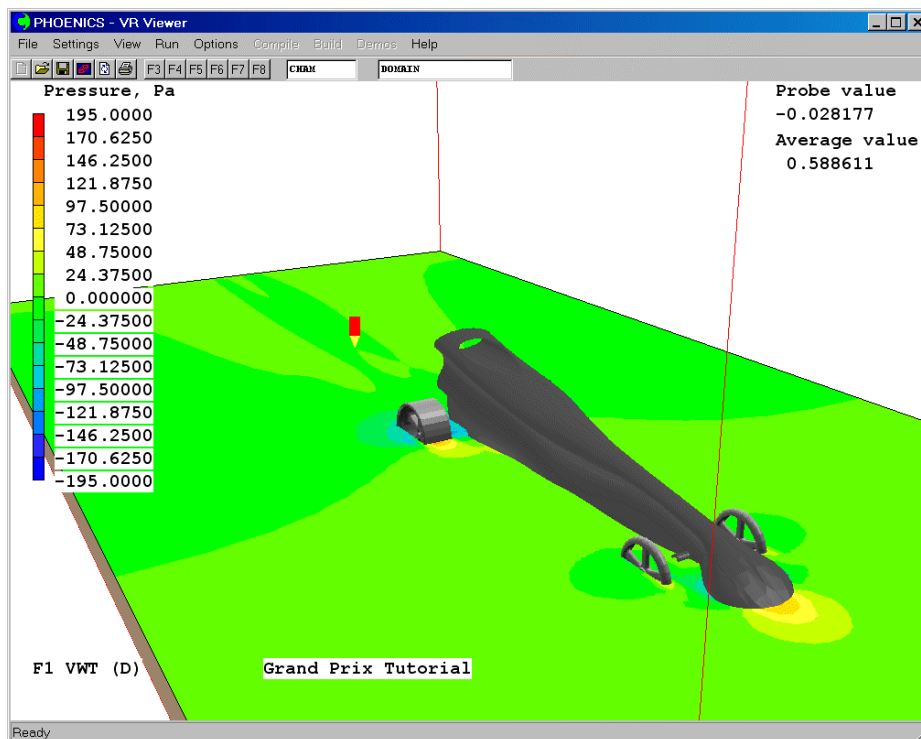 PHOENICS - VR Viewer
File Settings View Run Options Compile Build Demos Help
F3 F4 F5 F6 F7 F8 CHAM DOMAIN
Pressure, Pa
195.0000
170.6250
146.2500
121.8750
97.50000
73.12500
48.75000
24.37500
0.000000
-24.37500
-48.75000
-73.12500
-97.50000
-121.8750
-146.2500
-170.6250
-195.0000
Probe value
-0.028177
Average value
0.588611
F1 VWT (D) Grand Prix Tutorial
Ready